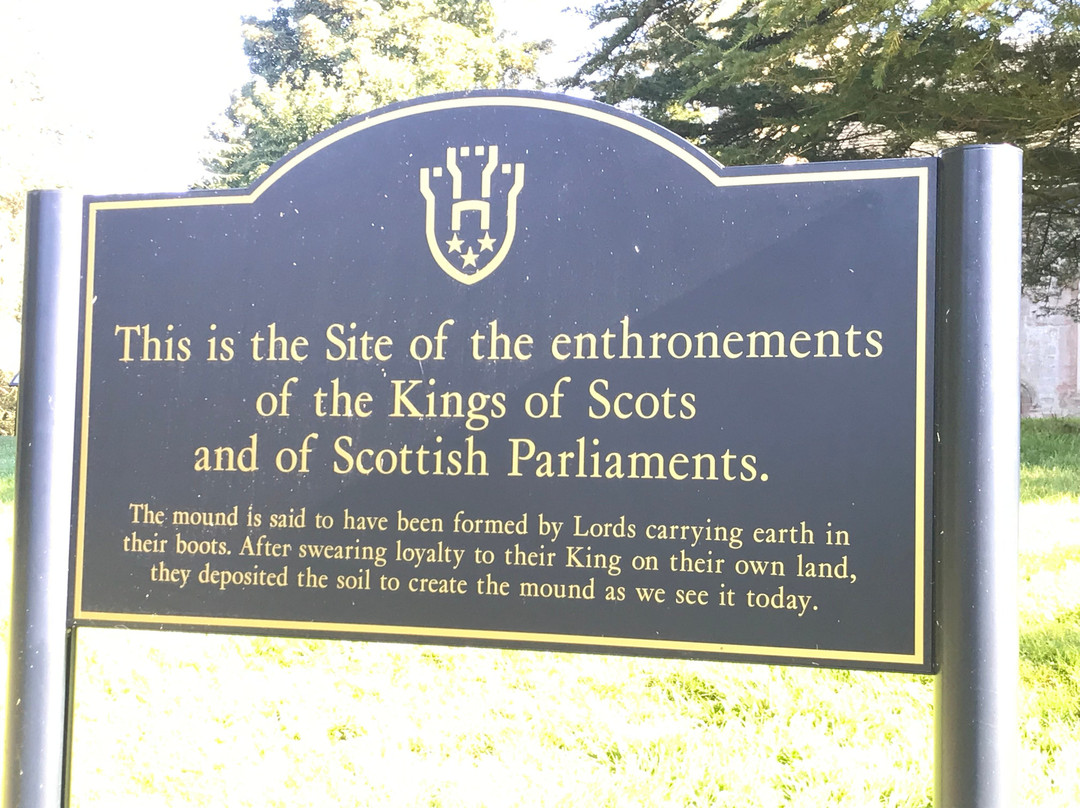 This is the Site of the enthronements
of the Kings of Scots
and of Scottish Parliaments.
The mound is said to have been formed by Lords carrying earth in
their boots. After swearing loyalty to their King on their own land,
they deposited the soil to create the mound as we see it today.